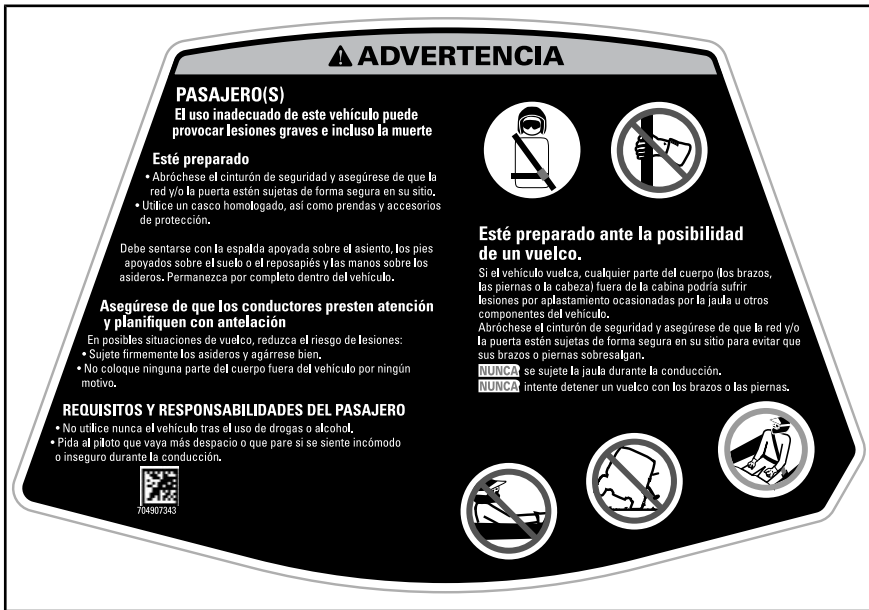 ADVERTENCIA
PASAJERO(S)
El uso inadecuado de este vehículo puede
provocar lesiones graves e incluso la muerte
Esté preparado
• Abróchese el cinturón de seguridad y asegúrese de que la
red y/o la puerta estén sujetas de forma segura en su sitio.
• Utilice un casco homologado, así como prendas y accesorios
de protección.
Debe sentarse con la espalda apoyada sobre el asiento, los pies
apoyados sobre el suelo o el reposapiés y las manos sobre los
asideros. Permanezca por completo dentro del vehículo.
Asegúrese de que los conductores presten atención
y planifiquen con antelación
En posibles situaciones de vuelco, reduzca el riesgo de lesiones:
• Sujete firmemente los asideros y agárrese bien.
• No coloque ninguna parte del cuerpo fuera del vehículo por ningún
motivo.
REQUISITOS Y RESPONSABILIDADES DEL PASAJERO
• No utilice nunca el vehículo tras el uso de drogas o alcohol.
• Pida al piloto que vaya más despacio o que pare si se siente incómodo
o inseguro durante la conducción.
704907343
Esté preparado ante la posibilidad
de un vuelco.
Si el vehículo vuelca, cualquier parte del cuerpo (los brazos,
las piernas o la cabeza) fuera de la cabina podría sufrir
lesiones por aplastamiento ocasionadas por la jaula u otros
componentes del vehículo.
Abróchese el cinturón de seguridad y asegúrese de que la red y/o
la puerta estén sujetas de forma segura en su sitio para evitar que
sus brazos o piernas sobresalgan.
NUNCA se sujete la jaula durante la conducción.
NUNCA intente detener un vuelco con los brazos o las piernas.